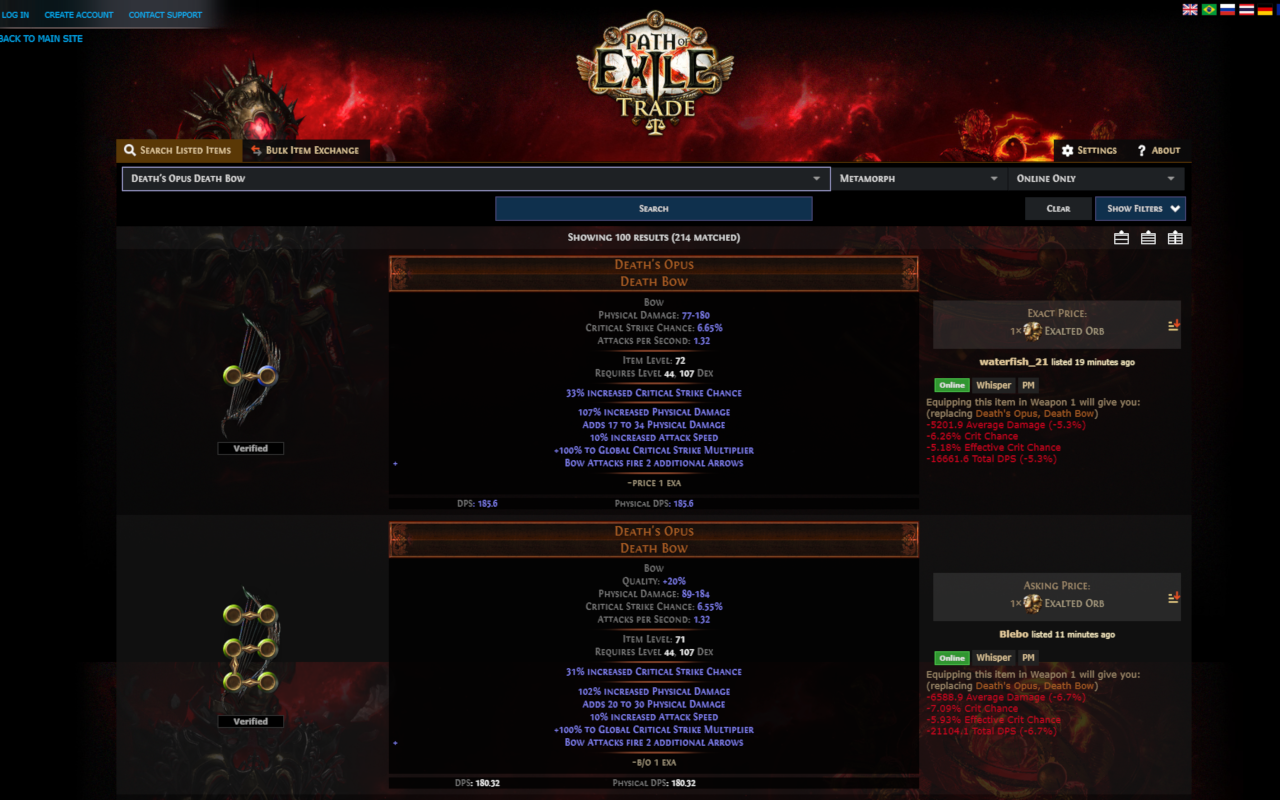 LOG IN CREATE ACCOUNT CONTACT SUPPORT
BACK TO MAIN SITE
PATH OF
EXILE
TRADE
SEARCH LISTED ITEMS BULK ITEM EXCHANGE SETTINGS ? ABOUT
DEATH'S OPUS DEATH BOW METAMORPH ONLINE ONLY
SEARCH CLEAR SHOW FILTERS
SHOWING 100 RESULTS (214 MATCHED)
DEATH'S OPUS
DEATH BOW
BOW
PHYSICAL DAMAGE: 77-180
CRITICAL STRIKE CHANCE: 6.65%
ATTACKS PER SECOND: 1.32
ITEM LEVEL: 72
REQUIRES LEVEL 44, 107 DEX
33% INCREASED CRITICAL STRIKE CHANCE
107% INCREASED PHYSICAL DAMAGE
ADDS 17 TO 34 PHYSICAL DAMAGE
10% INCREASED ATTACK SPEED
+100% TO GLOBAL CRITICAL STRIKE MULTIPLIER
+ BOW ATTACKS FIRE 2 ADDITIONAL ARROWS
~PRICE 1 EXA
DPS: 185.6 PHYSICAL DPS: 185.6
Verified
EXACT PRICE:
1× EXALTED ORB
waterfish_21 listed 19 minutes ago
Online Whisper PM
Equipping this item in Weapon 1 will give you:
(replacing Death's Opus, Death Bow)
-5201.9 Average Damage (-5.3%)
-6.26% Crit Chance
-5.18% Effective Crit Chance
-16661.6 Total DPS (-5.3%)
DEATH'S OPUS
DEATH BOW
BOW
QUALITY: +20%
PHYSICAL DAMAGE: 89-184
CRITICAL STRIKE CHANCE: 6.55%
ATTACKS PER SECOND: 1.32
ITEM LEVEL: 71
REQUIRES LEVEL 44, 107 DEX
31% INCREASED CRITICAL STRIKE CHANCE
102% INCREASED PHYSICAL DAMAGE
ADDS 20 TO 30 PHYSICAL DAMAGE
10% INCREASED ATTACK SPEED
+100% TO GLOBAL CRITICAL STRIKE MULTIPLIER
+ BOW ATTACKS FIRE 2 ADDITIONAL ARROWS
~B/O 1 EXA
DPS: 180.32 PHYSICAL DPS: 180.32
Verified
ASKING PRICE:
1× EXALTED ORB
Blebo listed 11 minutes ago
Online Whisper PM
Equipping this item in Weapon 1 will give you:
(replacing Death's Opus, Death Bow)
-6588.9 Average Damage (-6.7%)
-7.09% Crit Chance
-5.93% Effective Crit Chance
-21104.1 Total DPS (-6.7%)